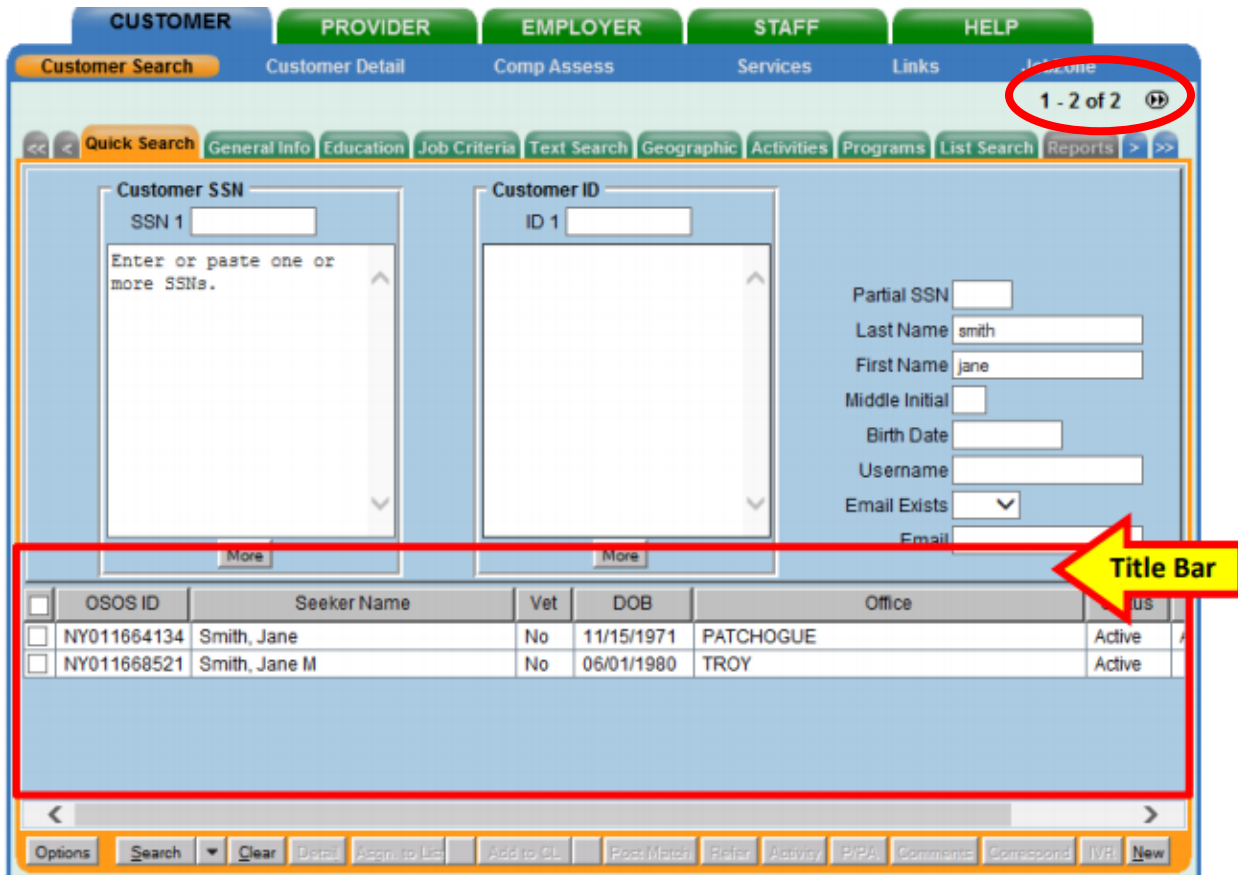 CUSTOMER PROVIDER EMPLOYER STAFF HELP
Customer Search Customer Detail Comp Assess Services Links JobZone
1 - 2 of 2
<< < Quick Search General Info Education Job Criteria Text Search Geographic Activities Programs List Search Reports > >>
Customer SSN Customer ID
SSN 1 ID 1
Enter or paste one or
more SSNs.
Partial SSN
Last Name smith
First Name jane
Middle Initial
Birth Date
Username
Email Exists
Email
More More
Title Bar
OSOS ID Seeker Name Vet DOB Office Status
NY011664134 Smith, Jane No 11/15/1971 PATCHOGUE Active A
NY011668521 Smith, Jane M No 06/01/1980 TROY Active
Options Search Clear Detail Asgn. to List Add to CL Post Match Refer Activity P/PA Comments Correspond IVR New